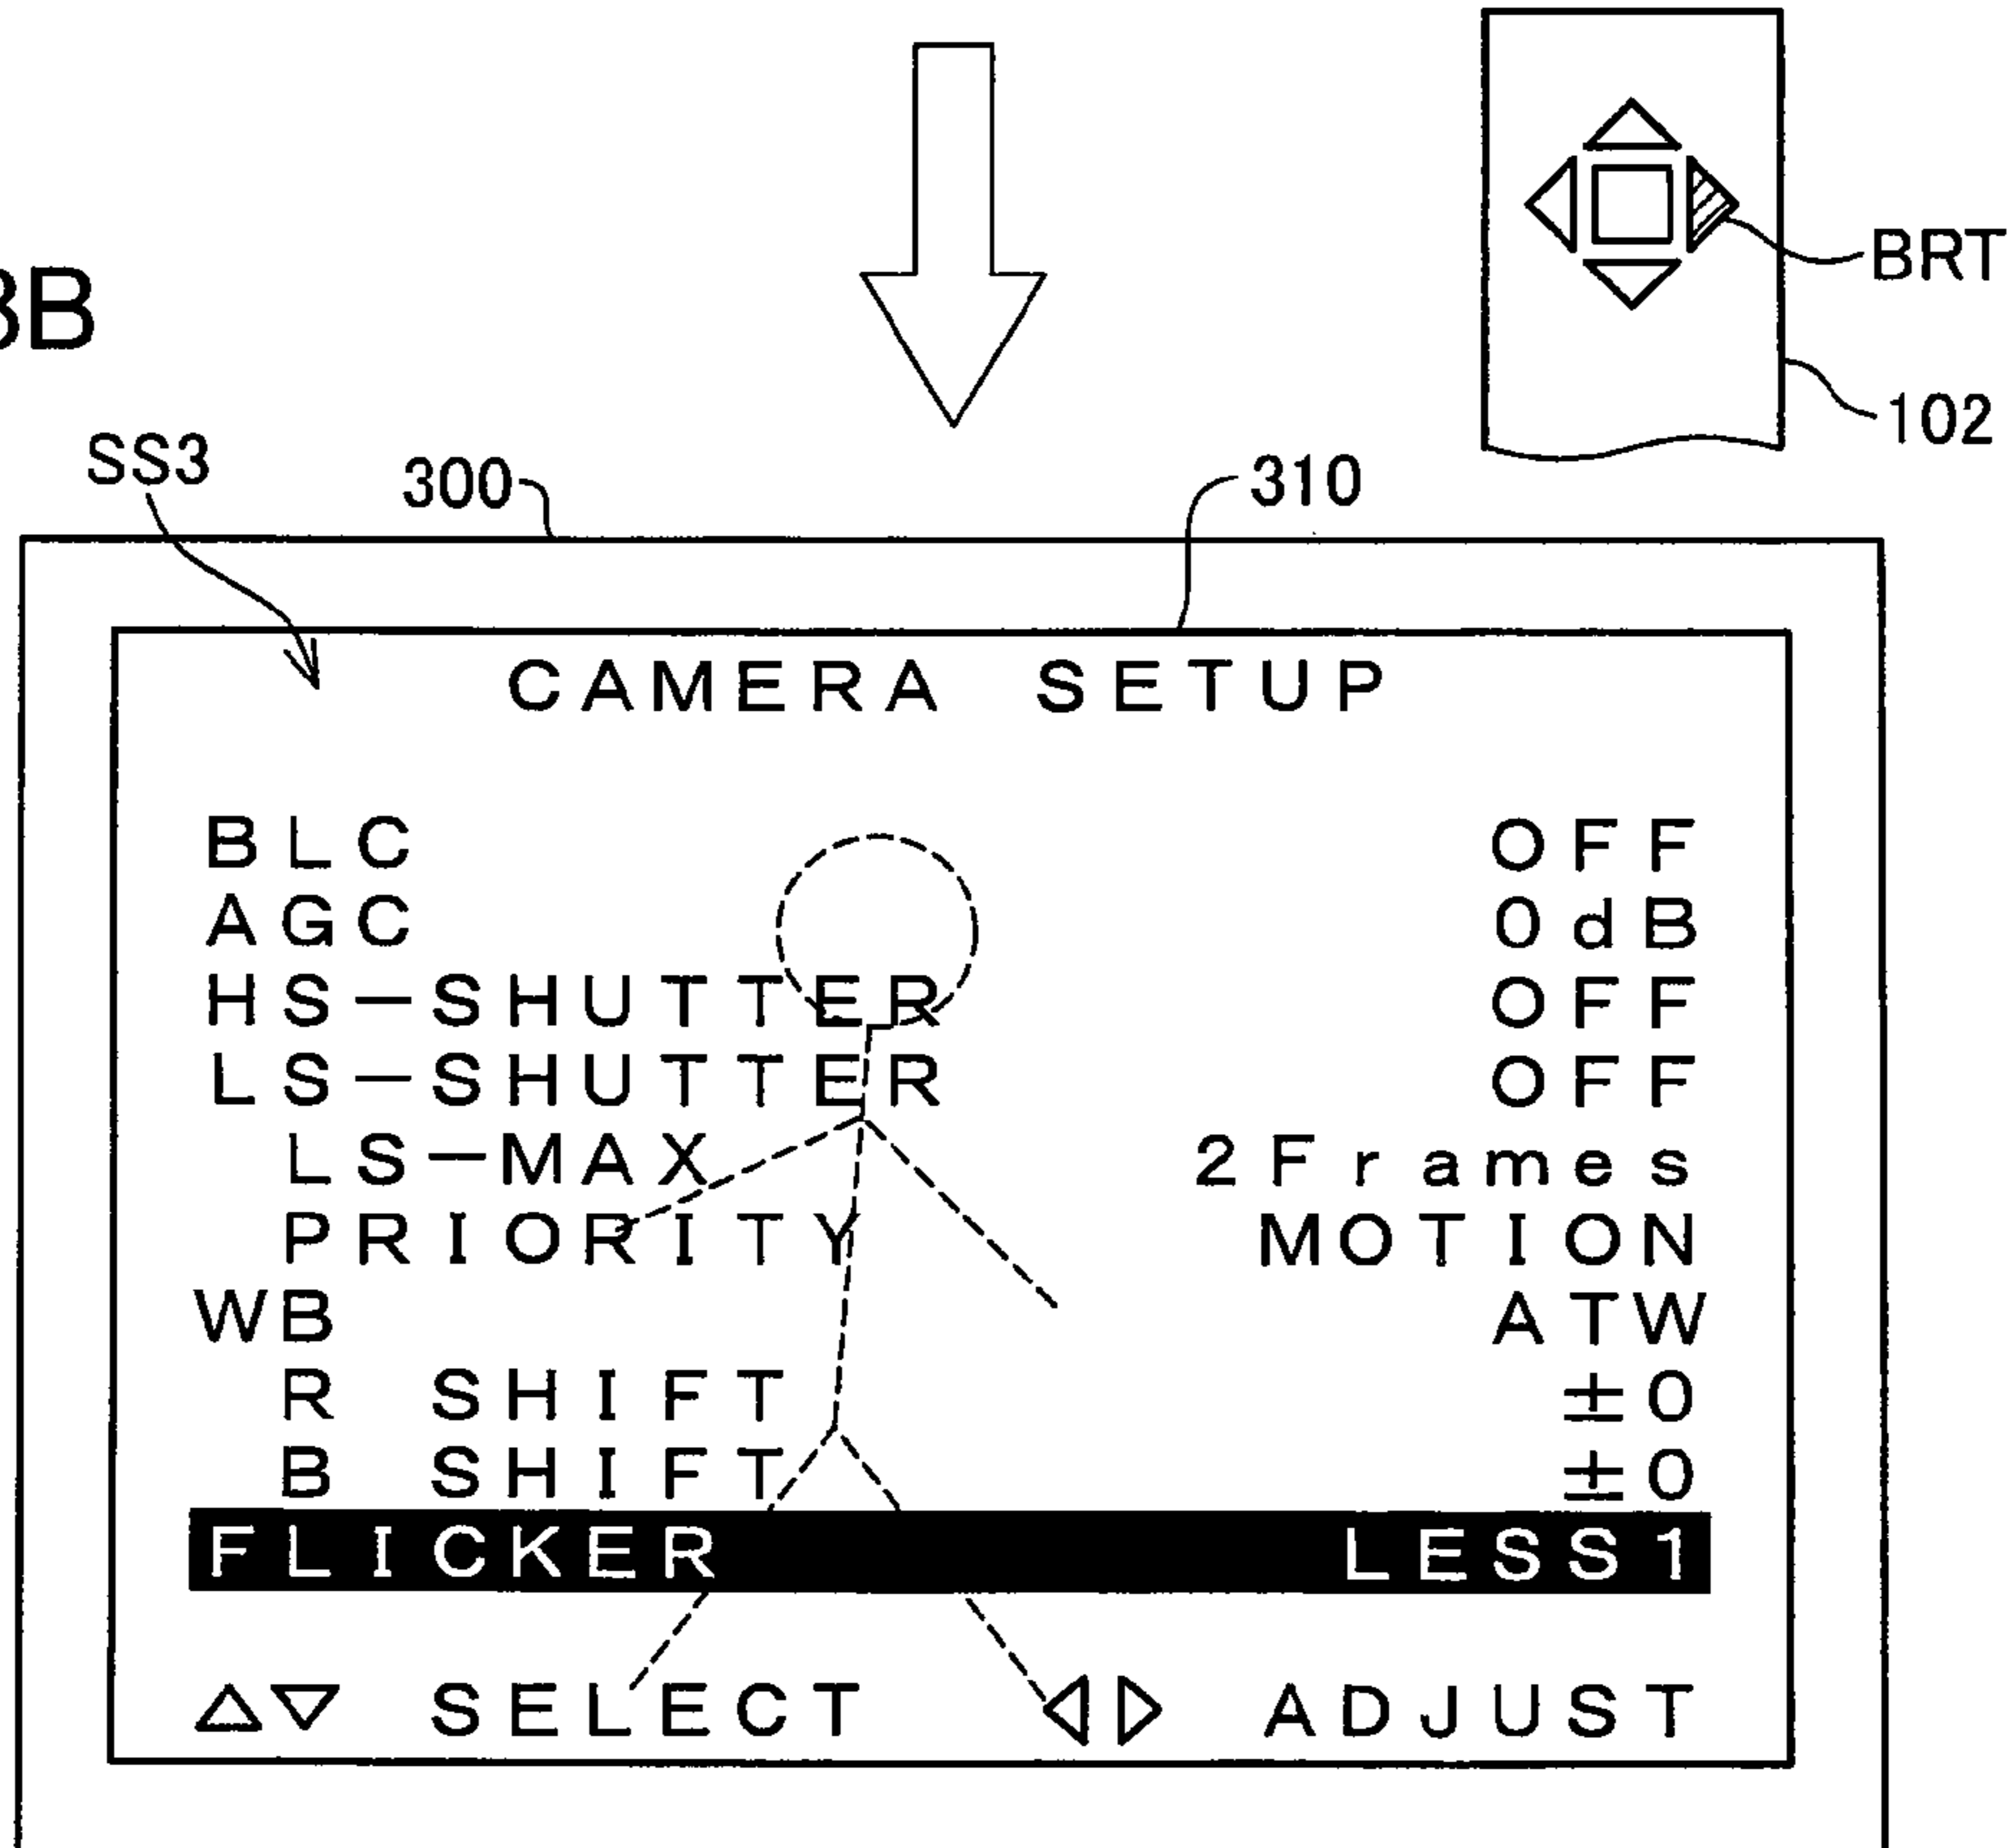 BRT
3B
102
SS3
300
310
CAMERA SETUP
BLC OFF
AGC 0dB
HS-SHUTTER OFF
LS-SHUTTER OFF
LS-MAX 2Frames
PRIORITY MOTION
WB ATW
R SHIFT ±0
B SHIFT ±0
FLICKER LESS1
△▽ SELECT ◁▷ ADJUST